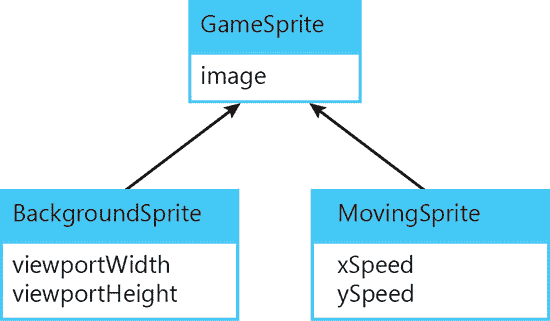 GameSprite
image
BackgroundSprite
viewportWidth
viewportHeight
MovingSprite
xSpeed
ySpeed